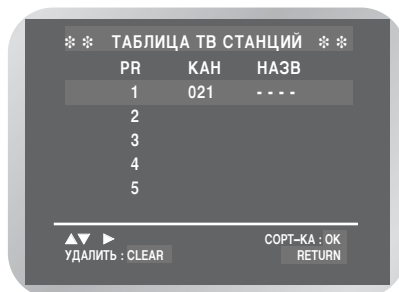 ❇ ❇ ТАБЛИЦА ТВ СТАНЦИЙ ❇ ❇
PR КАН НАЗВ
1 021 - - - -
2
3
4
5
▲▼ ▶ СОРТ–КА : OK
УДАЛИТЬ : CLEAR RETURN